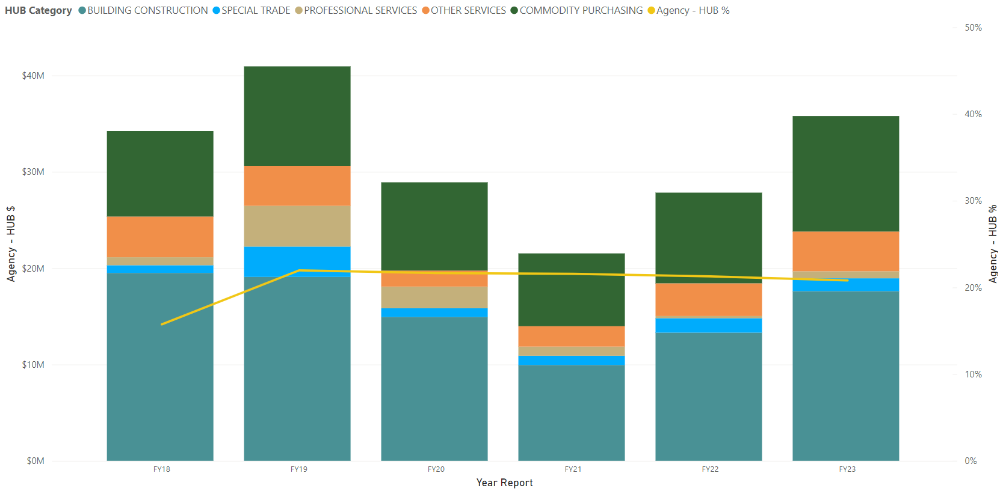 HUB Category BUILDING CONSTRUCTION SPECIAL TRADE PROFESSIONAL SERVICES OTHER SERVICES COMMODITY PURCHASING Agency - HUB %
50%
$40M
40%
$30M
30%
Agency - HUB $
Agency - HUB %
$20M
20%
$10M
10%
$0M
0%
FY18 FY19 FY20 FY21 FY22 FY23
Year Report